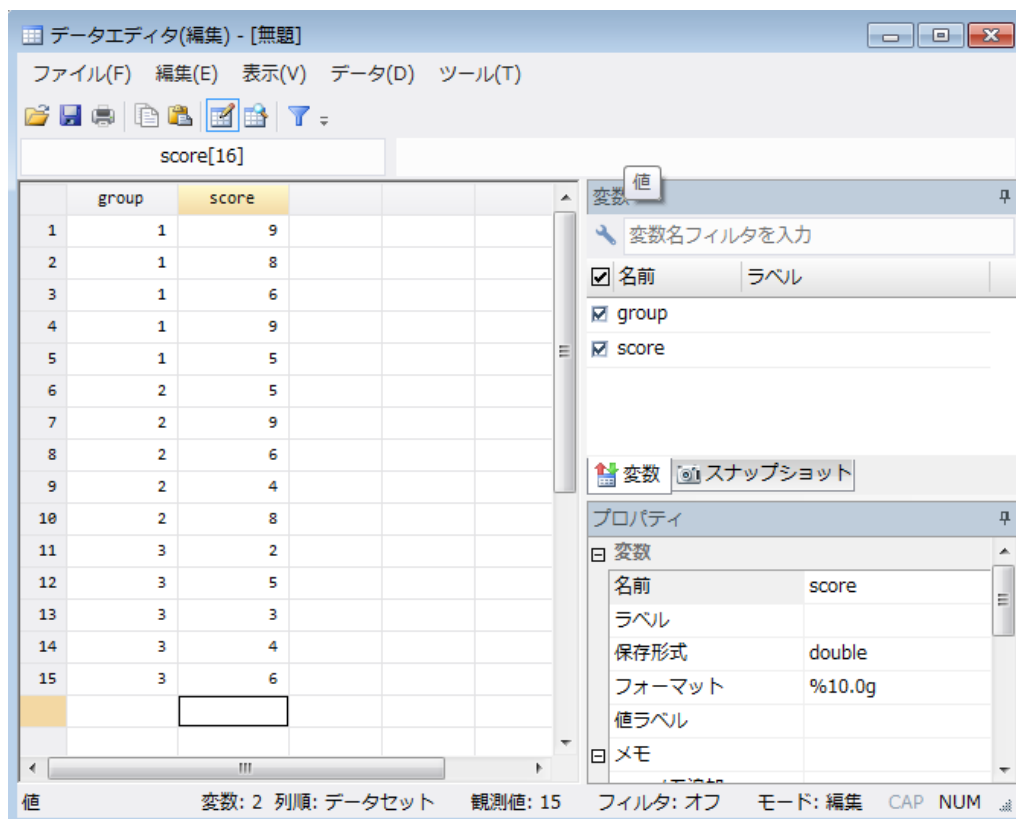 データエディタ(編集) - [無題]
ファイル(F) 編集(E) 表示(V) データ(D) ツール(T)
score[16]
group score
1 1 9
2 1 8
3 1 6
4 1 9
5 1 5
6 2 5
7 2 9
8 2 6
9 2 4
10 2 8
11 3 2
12 3 5
13 3 3
14 3 4
15 3 6
変数
値
変数名フィルタを入力
名前 ラベル
group
score
変数 スナップショット
プロパティ
変数
名前 score
ラベル
保存形式 double
フォーマット %10.0g
値ラベル
メモ
値 変数: 2 列順: データセット 観測値: 15 フィルタ: オフ モード: 編集 CAP NUM